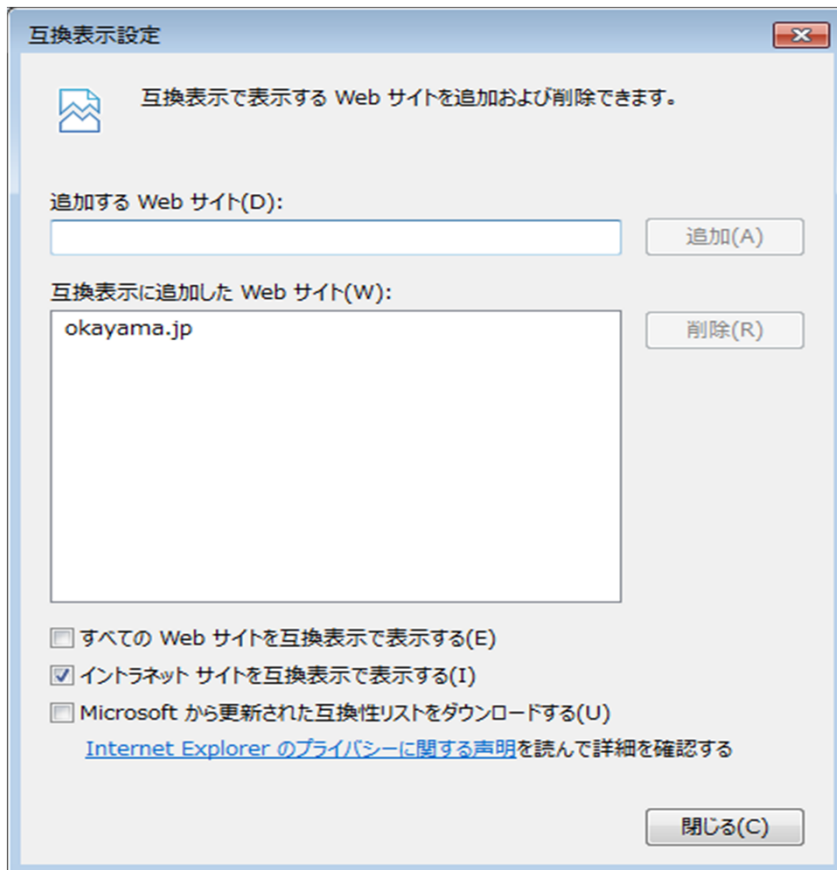 互換表示設定
互換表示で表示する Web サイトを追加および削除できます。
追加する Web サイト(D):
追加(A)
互換表示に追加した Web サイト(W):
okayama.jp
削除(R)
すべての Web サイトを互換表示で表示する(E)
イントラネット サイトを互換表示で表示する(I)
Microsoft から更新された互換性リストをダウンロードする(U)
Internet Explorer のプライバシーに関する声明を読んで詳細を確認する
閉じる(C)